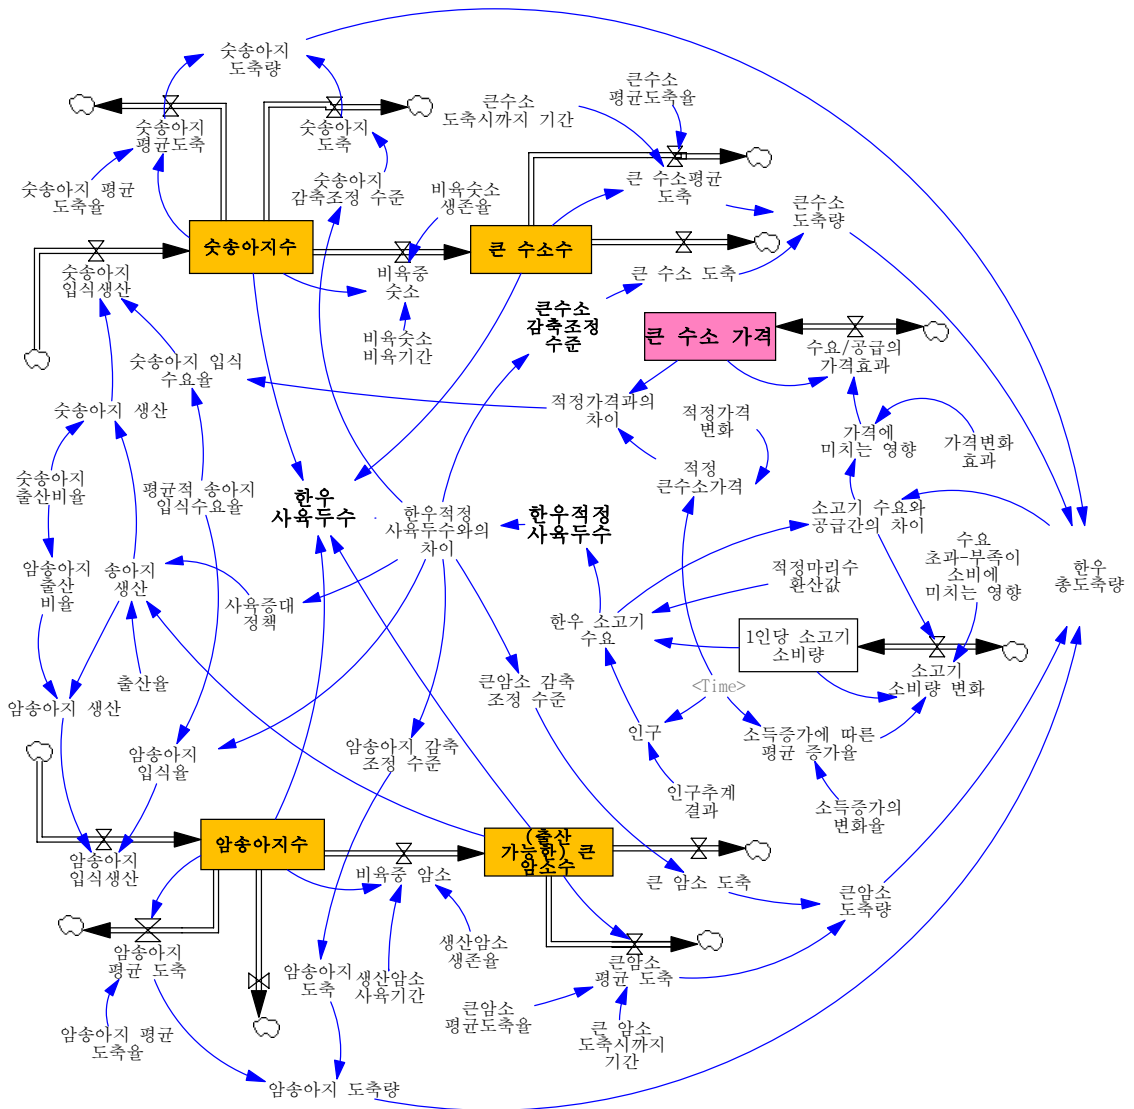 숫송아지
도축량
숫송아지
평균도축
숫송아지
도축
큰수소
도축시까지 기간
큰수소
평균도축율
숫송아지 평균
도축율
숫송아지
감축조정 수준
비육숫소
생존율
큰 수소평균
도축
큰수소
도축량
숫송아지수
큰 수소수
숫송아지
입식생산
비육중
숫소
큰 수소 도축
큰수소
감축조정
수준
큰 수소 가격
수요/공급의
가격효과
비육숫소
비육기간
숫송아지 입식
수요율
숫송아지 생산
적정가격과의
차이
적정가격
변화
가격에
미치는 영향
가격변화
효과
숫송아지
출산비율
평균적 송아지
입식수요율
한우
사육두수
한우적정
사육두수와의
차이
한우적정
사육두수
적정
큰수소가격
소고기 수요와
공급간의 차이
수요
초과-부족이
소비에
미치는 영향
한우
총도축량
암송아지
출산
비율
송아지
생산
사육증대
정책
적정마리수
환산값
한우 소고기
수요
1인당 소고기
소비량
소고기
소비량 변화
출산율
암송아지 생산
큰암소 감축
조정 수준
<Time>
암송아지
입식율
암송아지 감축
조정 수준
인구
소득증가에 따른
평균 증가율
인구추계
결과
소득증가의
변화율
암송아지수
(출산
가능한) 큰
암소수
암송아지
입식생산
비육중 암소
큰 암소 도축
큰암소
도축량
암송아지
평균 도축
암송아지
도축
생산암소
사육기간
생산암소
생존율
큰암소
평균 도축
큰암소
평균도축율
큰 암소
도축시까지
기간
암송아지 평균
도축율
암송아지 도축량